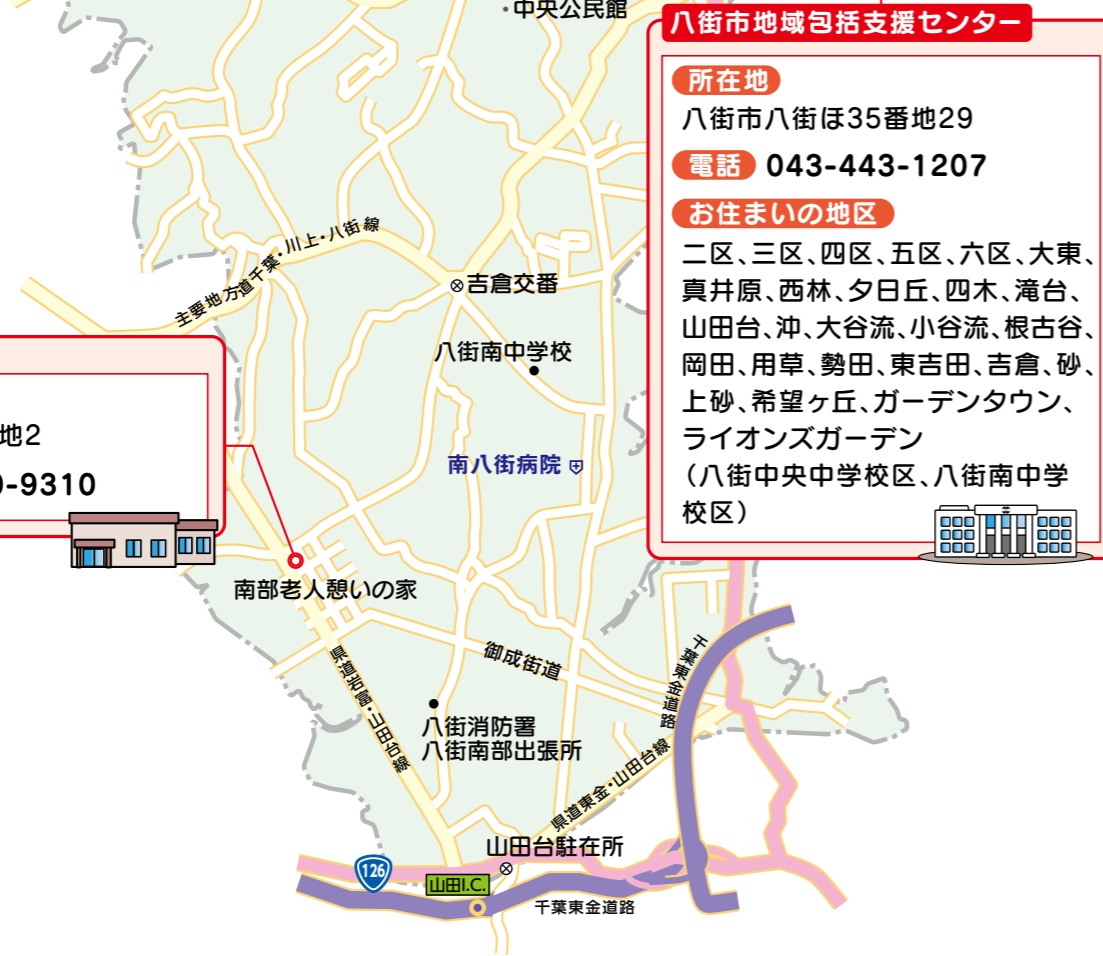 ・中央公民館
八街市地域包括支援センター
所在地
八街市八街ほ35番地29
電話 043-443-1207
お住まいの地区
二区、三区、四区、五区、六区、大東、
真井原、西林、夕日丘、四木、滝台、
山田台、沖、大谷流、小谷流、根古谷、
岡田、用草、勢田、東吉田、吉倉、砂、
上砂、希望ヶ丘、ガーデンタウン、
ライオンズガーデン
（八街中央中学校区、八街南中学
校区）
主要地方道千葉・川上・八街線
吉倉交番
八街南中学校
地2
-9310
南八街病院
南部老人憩いの家
御成街道
千葉東金道路
県道岩富・山田台線
八街消防署
八街南部出張所
県道東金・山田台線
山田台駐在所
126
山田I.C.
千葉東金道路